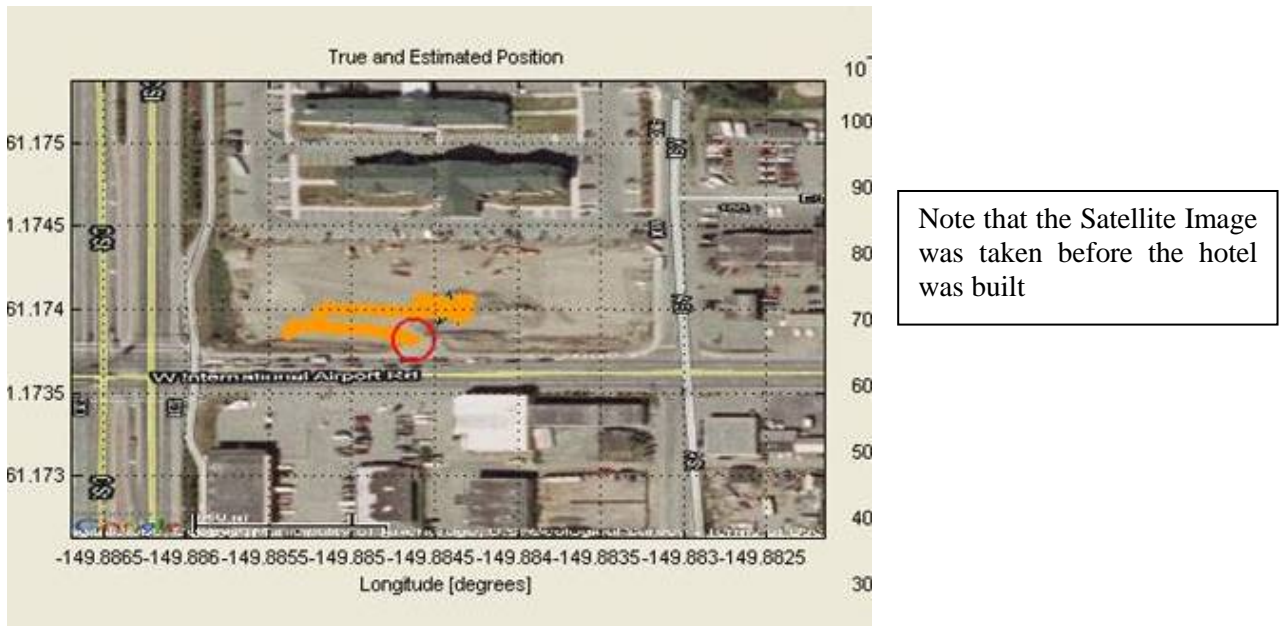 True and Estimated Position
10
100
90
80
70
60
50
40
30
61.175
1.1745
61.174
1.1735
61.173
W International Airport Rd
Google
-149.8865-149.886-149.8855-149.885-149.8845-149.884-149.8835-149.883-149.8825
Longitude [degrees]
Note that the Satellite Image
was taken before the hotel
was built